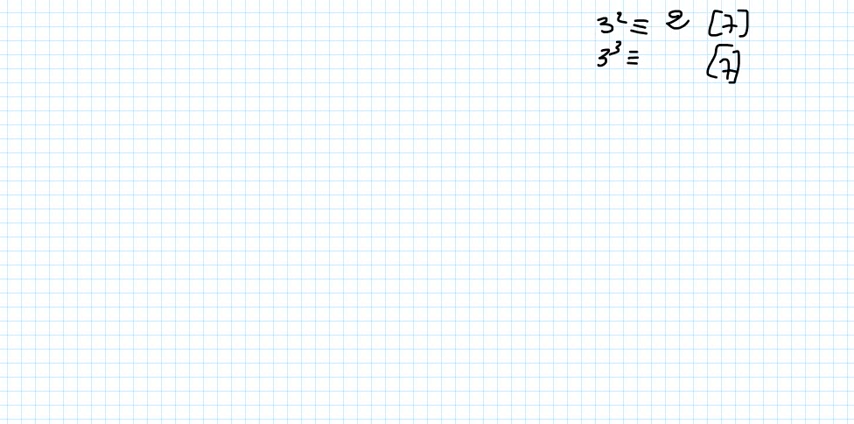 3² ≡ 2 [7]
3³ ≡ [7]